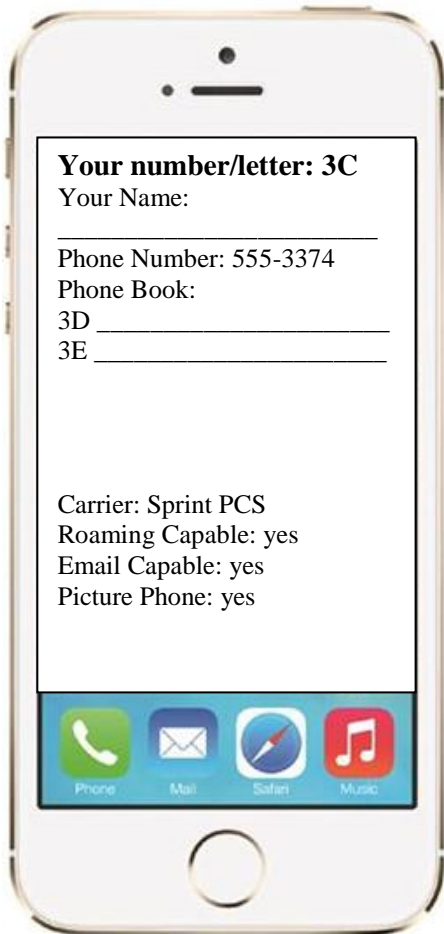 Your number/letter: 3C
Your Name:
________________________
Phone Number: 555-3374
Phone Book:
3D ______________________
3E ______________________
Carrier: Sprint PCS
Roaming Capable: yes
Email Capable: yes
Picture Phone: yes
Phone Mail Safari Music